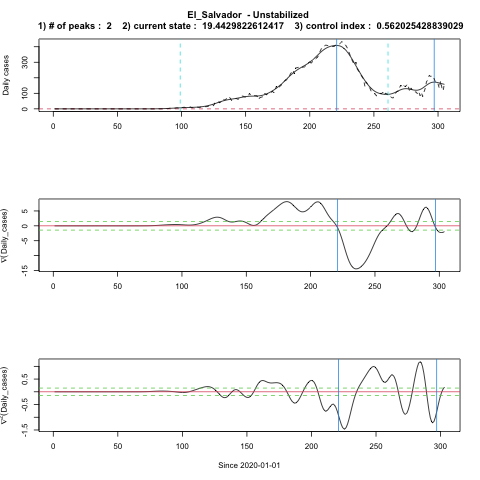 El_Salvador - Unstabilized
1) # of peaks : 2 2) current state : 19.4429822612417 3) control index : 0.562025428839029
Daily cases
300
100
0
0 50 100 150 200 250 300
∇(Daily_cases)
5
0
-5
-15
0 50 100 150 200 250 300
∇²(Daily_cases)
0.5
-0.5
-1.5
0 50 100 150 200 250 300
Since 2020-01-01